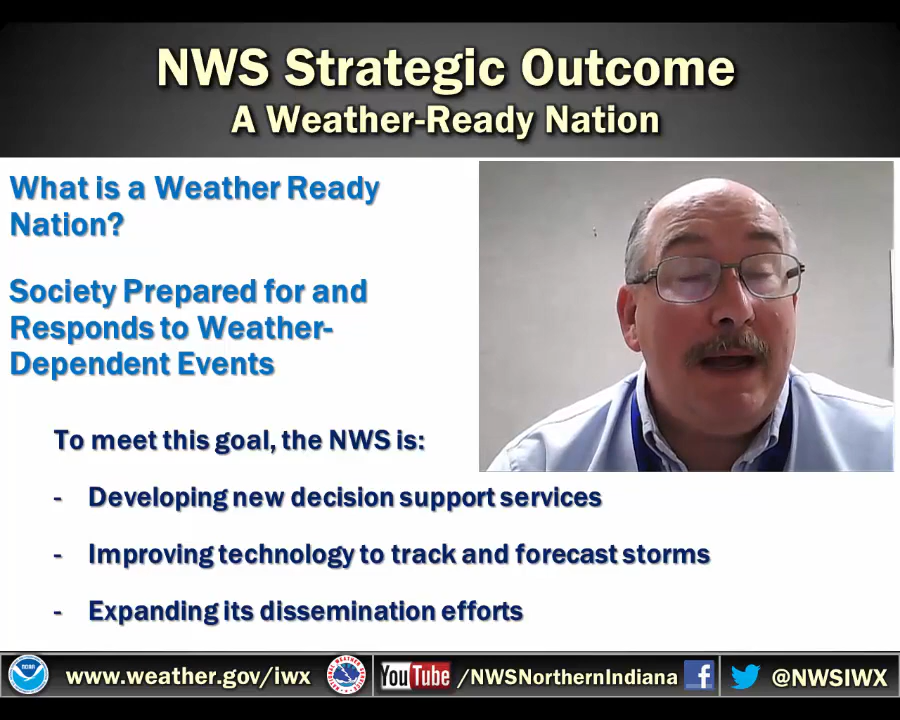 NWS Strategic Outcome
A Weather-Ready Nation
What is a Weather Ready
Nation?
Society Prepared for and
Responds to Weather-
Dependent Events
To meet this goal, the NWS is:
- Developing new decision support services
- Improving technology to track and forecast storms
- Expanding its dissemination efforts
www.weather.gov/iwx YouTube /NWSNorthernIndiana f @NWSIWX